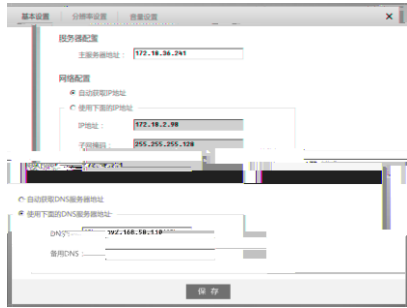 基本设置 分辨率设置 音量设置
服务器配置
主服务器地址： 172.18.36.241
网络配置
自动获取IP地址
使用下面的IP地址
IP地址： 172.18.2.98
子网掩码： 255.255.255.128
自动获取DNS服务器地址
使用下面的DNS服务器地址
DNS
备用DNS：
保 存